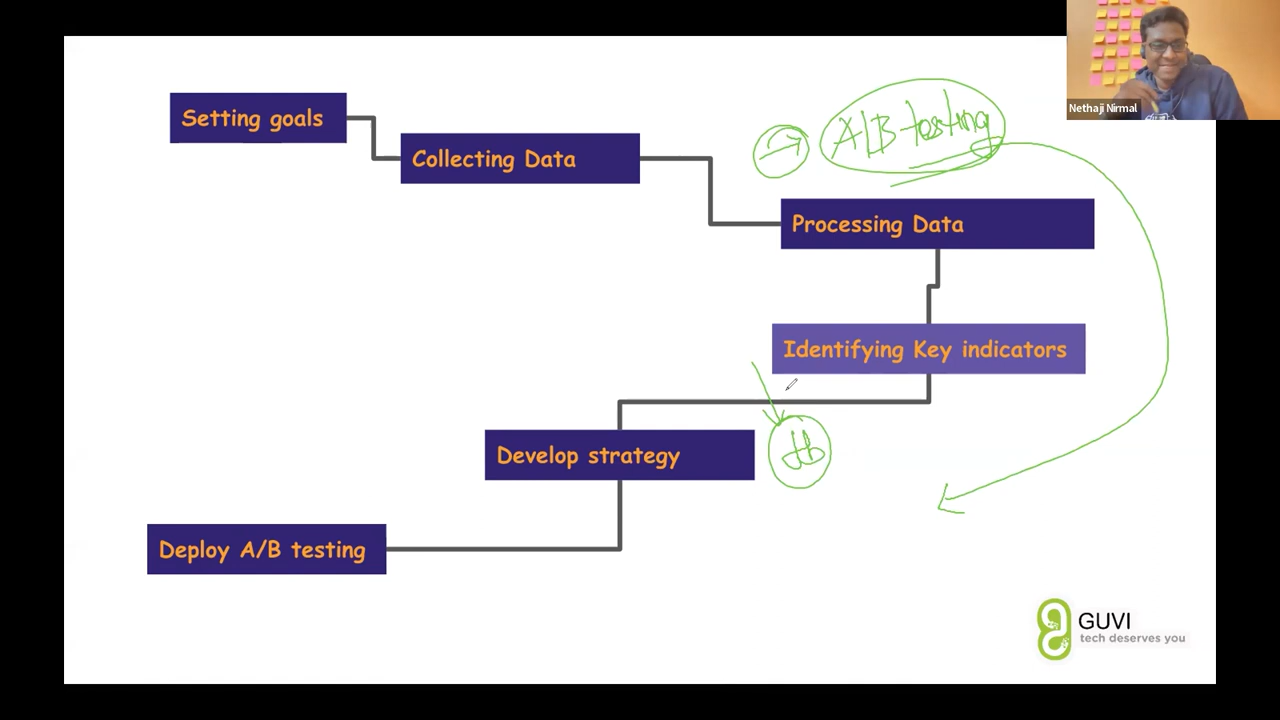 Nethaji Nirmal
Setting goals
A/B testing
Collecting Data
Processing Data
Identifying Key indicators
Develop strategy
Deploy A/B testing
GUVI
tech deserves you